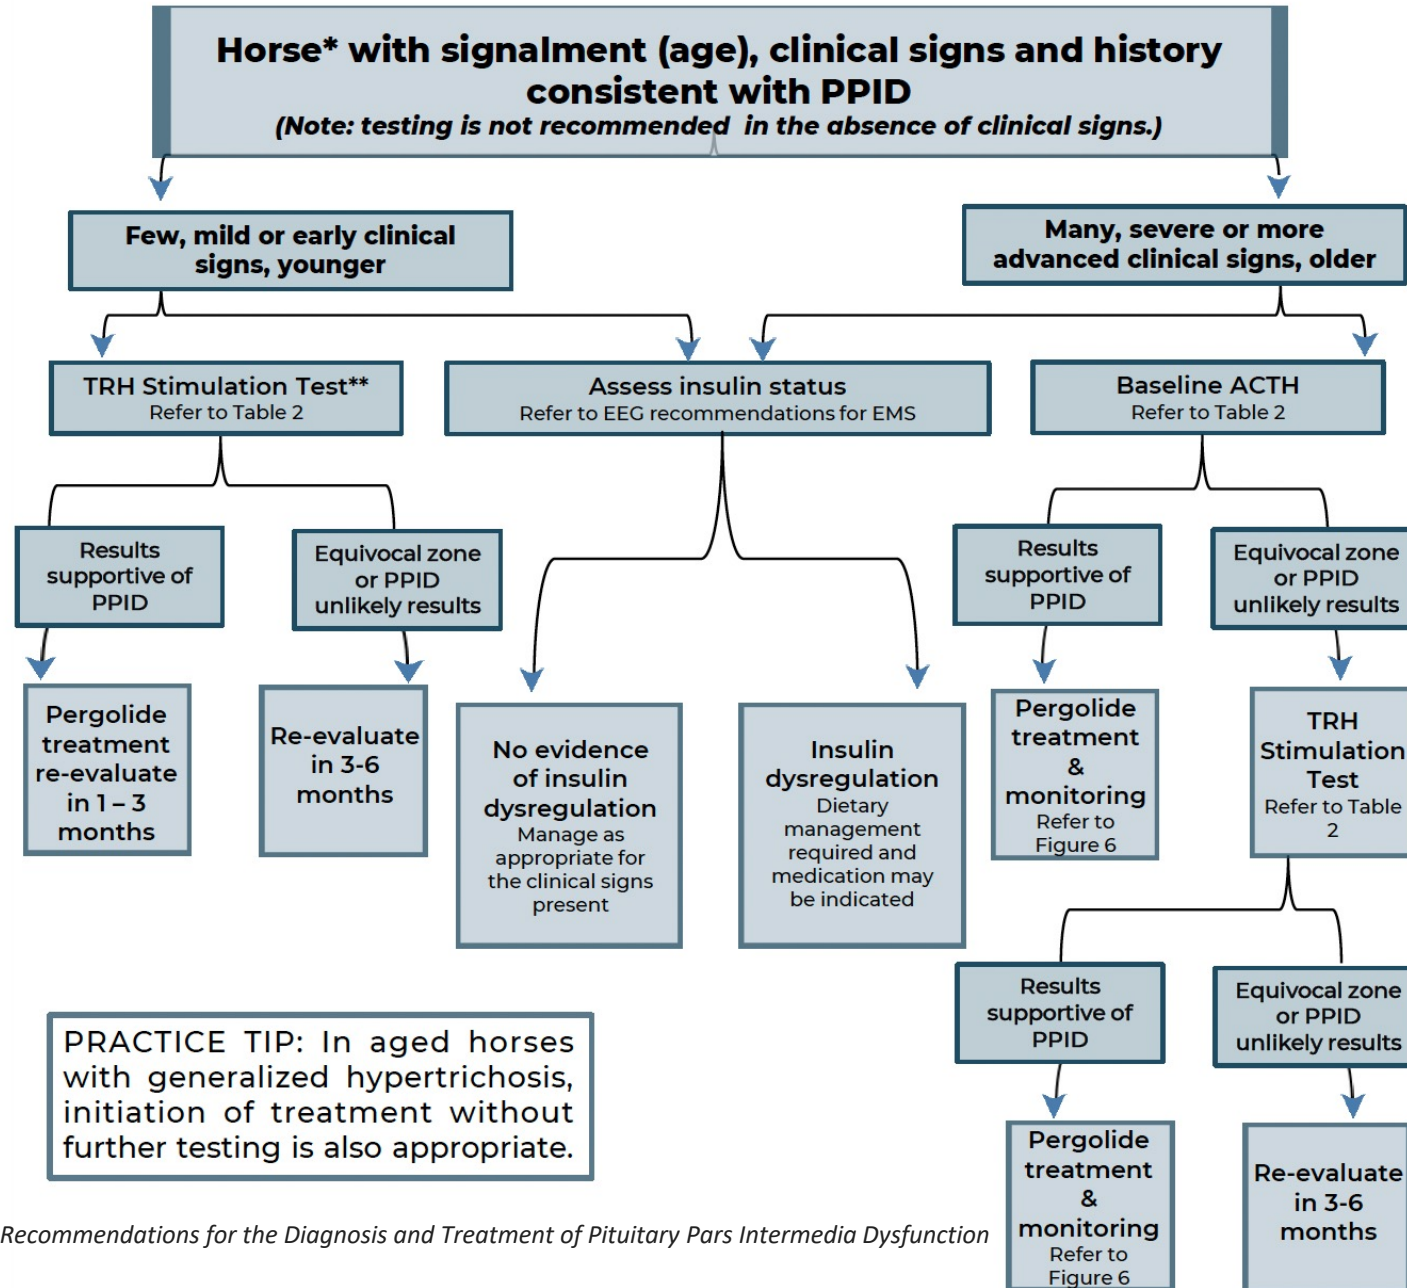 Horse* with signalment (age), clinical signs and history
consistent with PPID
(Note: testing is not recommended in the absence of clinical signs.)
Few, mild or early clinical
signs, younger
Many, severe or more
advanced clinical signs, older
TRH Stimulation Test**
Refer to Table 2
Assess insulin status
Refer to EEG recommendations for EMS
Baseline ACTH
Refer to Table 2
Results
supportive of
PPID
Equivocal zone
or PPID
unlikely results
Results
supportive of
PPID
Equivocal zone
or PPID
unlikely results
Pergolide
treatment
re-evaluate
in 1 – 3
months
Re-evaluate
in 3-6
months
No evidence
of insulin
dysregulation
Manage as
appropriate for
the clinical signs
present
Insulin
dysregulation
Dietary
management
required and
medication may
be indicated
Pergolide
treatment
&
monitoring
Refer to
Figure 6
TRH
Stimulation
Test
Refer to Table
2
Results
supportive of
PPID
Equivocal zone
or PPID
unlikely results
Pergolide
treatment
&
monitoring
Refer to
Figure 6
Re-evaluate
in 3-6
months
PRACTICE TIP: In aged horses
with generalized hypertrichosis,
initiation of treatment without
further testing is also appropriate.
Recommendations for the Diagnosis and Treatment of Pituitary Pars Intermedia Dysfunction